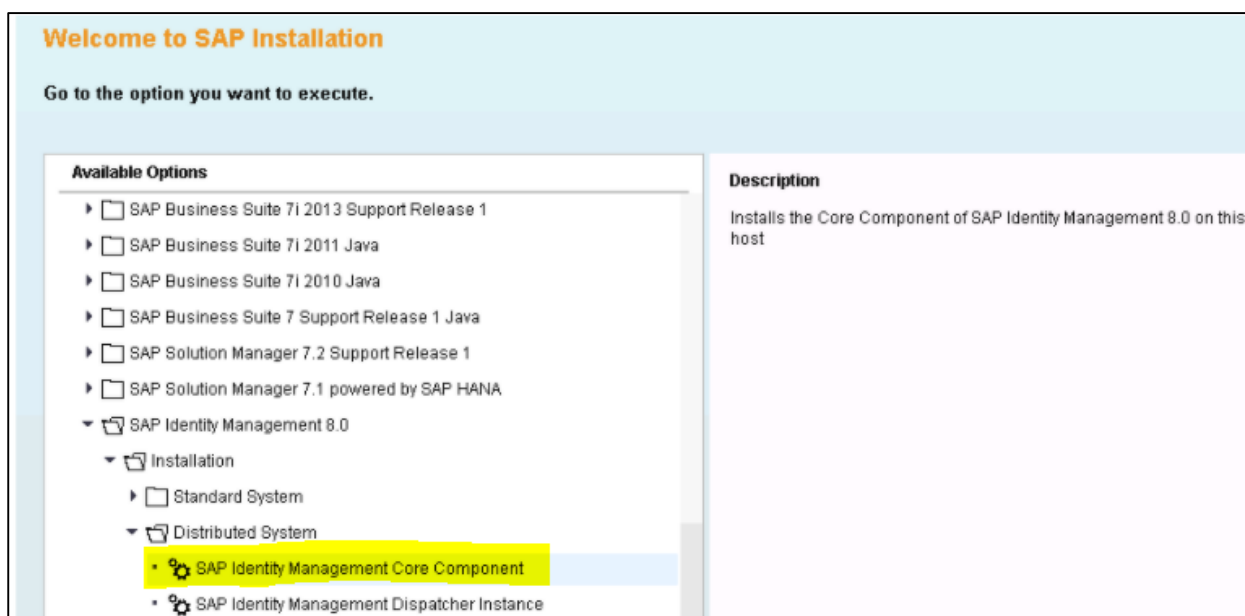 Welcome to SAP Installation
Go to the option you want to execute.
Available Options
SAP Business Suite 7i 2013 Support Release 1
SAP Business Suite 7i 2011 Java
SAP Business Suite 7i 2010 Java
SAP Business Suite 7 Support Release 1 Java
SAP Solution Manager 7.2 Support Release 1
SAP Solution Manager 7.1 powered by SAP HANA
SAP Identity Management 8.0
Installation
Standard System
Distributed System
SAP Identity Management Core Component
SAP Identity Management Dispatcher Instance
Description
Installs the Core Component of SAP Identity Management 8.0 on this
host